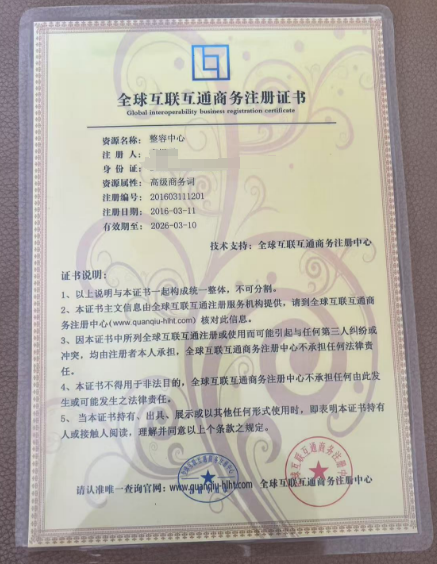 全球互联互通商务注册证书
Global interoperability business registration certificate
资源名称：整容中心
注 册 人：
身 份 证：
资源属性：高级商务词
注册编号：201603111201
注册日期：2016-03-11
有效期至：2026-03-10
技术支持：全球互联互通商务注册中心
证书说明：
1、以上说明与本证书一起构成统一整体，不可分割。
2、本证书主文信息由全球互联互通注册服务机构提供，请到全球互联互通商
务注册中心(www.quanqiu-hlht.com) 核对此信息。
3、因本证书中所列全球互联互通注册或使用而可能引起与任何第三人纠纷或
冲突，均由注册者本人承担，全球互联互通商务注册中心不承担任何法律责
任。
4、本证书不得用于非法目的，全球互联互通商务注册中心不承担任何由此发
生或可能发生之法律责任。
5、当本证书持有、出具、展示或以其他任何形式使用时，即表明本证书持有
人或接触人阅读，理解并同意以上各条款之规定。
请认准唯一查询官网：www.quanqiu-hlht.com 全球互联互通商务注册中心